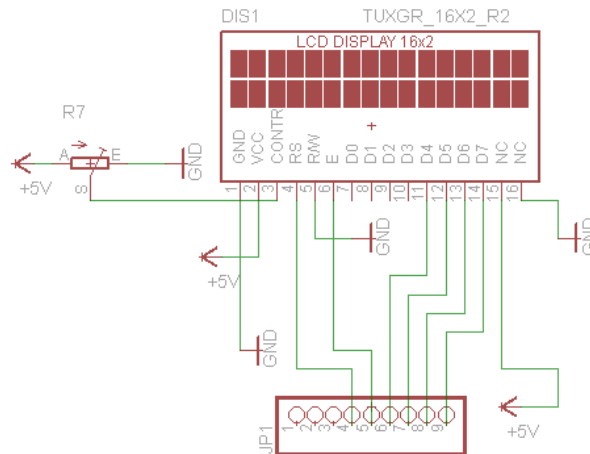 DIS1 TUXGR_16X2_R2
LCD DISPLAY 16x2
R7
A E
S
+5V
GND
GND
VCC
CONTR
RS
R/W
E
D0
D1
D2
D3
D4
D5
D6
D7
NC
NC
1
2
3
4
5
6
7
8
9
10
11
12
13
14
15
16
+5V
GND
GND
GND
+5V
JP1
1
2
3
4
5
6
7
8
9